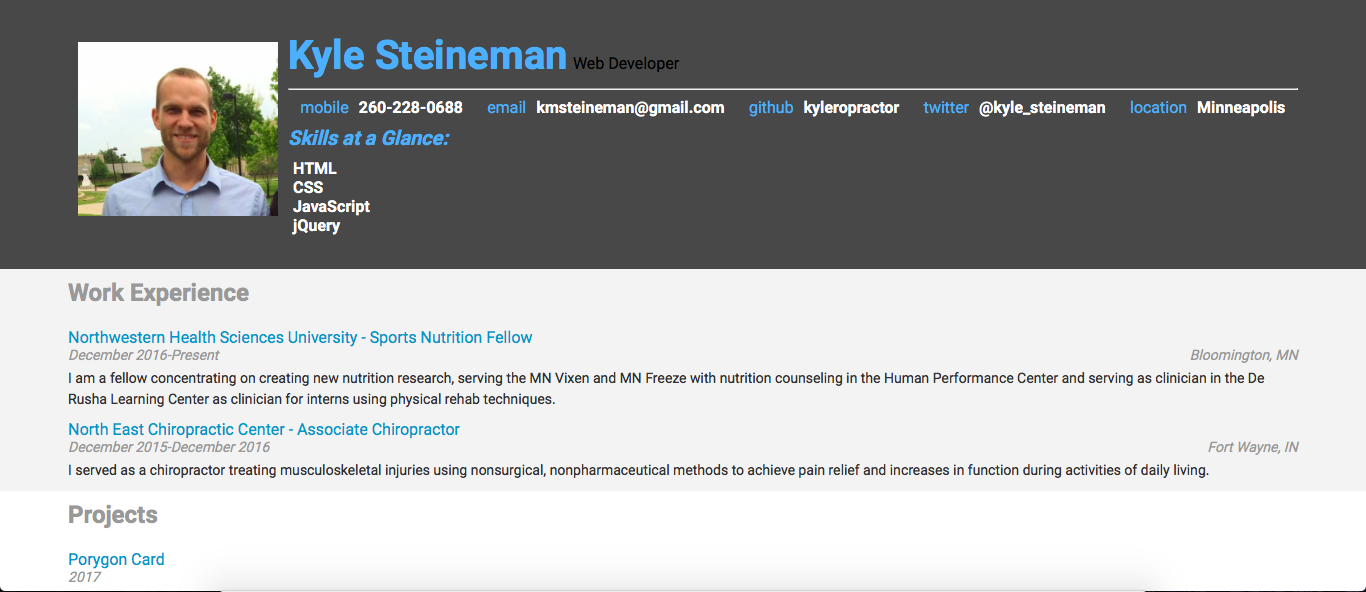 Kyle Steineman Web Developer
mobile 260-228-0688 email kmsteineman@gmail.com github kyleropractor twitter @kyle_steineman location Minneapolis
Skills at a Glance:
HTML
CSS
JavaScript
jQuery
Work Experience
Northwestern Health Sciences University - Sports Nutrition Fellow
December 2016-Present Bloomington, MN
I am a fellow concentrating on creating new nutrition research, serving the MN Vixen and MN Freeze with nutrition counseling in the Human Performance Center and serving as clinician in the De
Rusha Learning Center as clinician for interns using physical rehab techniques.
North East Chiropractic Center - Associate Chiropractor
December 2015-December 2016 Fort Wayne, IN
I served as a chiropractor treating musculoskeletal injuries using nonsurgical, nonpharmaceutical methods to achieve pain relief and increases in function during activities of daily living.
Projects
Porygon Card
2017